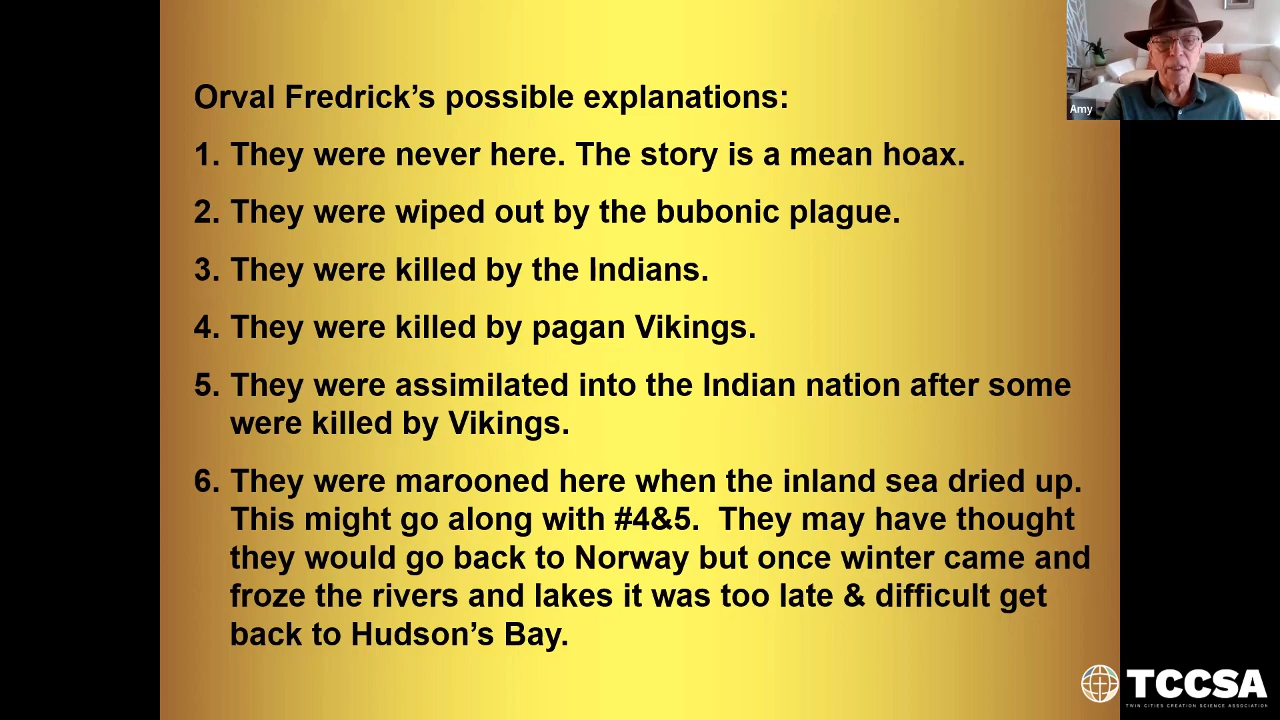 Amy
Orval Fredrick's possible explanations:
1. They were never here. The story is a mean hoax.
2. They were wiped out by the bubonic plague.
3. They were killed by the Indians.
4. They were killed by pagan Vikings.
5. They were assimilated into the Indian nation after some
were killed by Vikings.
6. They were marooned here when the inland sea dried up.
This might go along with #4&5. They may have thought
they would go back to Norway but once winter came and
froze the rivers and lakes it was too late & difficult get
back to Hudson's Bay.
TCCSA
TWIN CITIES CREATION SCIENCE ASSOCIATION